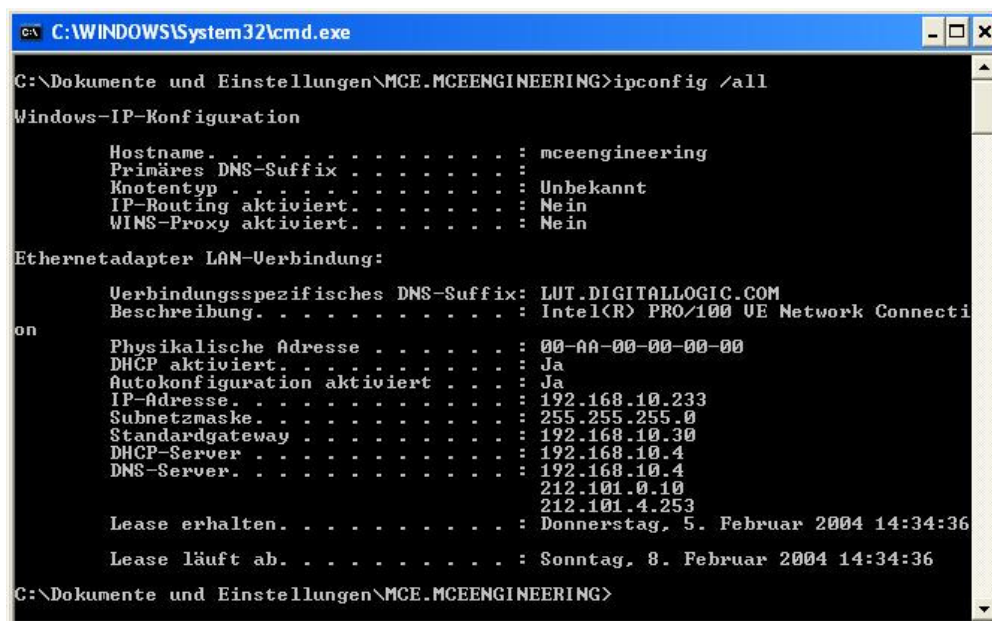 C:\WINDOWS\System32\cmd.exe
C:\Dokumente und Einstellungen\MCE.MCEENGINEERING>ipconfig /all
Windows-IP-Konfiguration
Hostname. . . . . . . . . . . . . : mceengineering
Primäres DNS-Suffix . . . . . . . :
Knotentyp . . . . . . . . . . . . : Unbekannt
IP-Routing aktiviert. . . . . . . : Nein
WINS-Proxy aktiviert. . . . . . . : Nein
Ethernetadapter LAN-Verbindung:
Verbindungsspezifisches DNS-Suffix: LUT.DIGITALLOGIC.COM
Beschreibung. . . . . . . . . . . : Intel(R) PRO/100 VE Network Connecti
on
Physikalische Adresse . . . . . . : 00-AA-00-00-00-00
DHCP aktiviert. . . . . . . . . . : Ja
Autokonfiguration aktiviert . . . : Ja
IP-Adresse. . . . . . . . . . . . : 192.168.10.233
Subnetzmaske. . . . . . . . . . . : 255.255.255.0
Standardgateway . . . . . . . . . : 192.168.10.30
DHCP-Server . . . . . . . . . . . : 192.168.10.4
DNS-Server. . . . . . . . . . . . : 192.168.10.4
212.101.0.10
212.101.4.253
Lease erhalten. . . . . . . . . . : Donnerstag, 5. Februar 2004 14:34:36
Lease läuft ab. . . . . . . . . . : Sonntag, 8. Februar 2004 14:34:36
C:\Dokumente und Einstellungen\MCE.MCEENGINEERING>